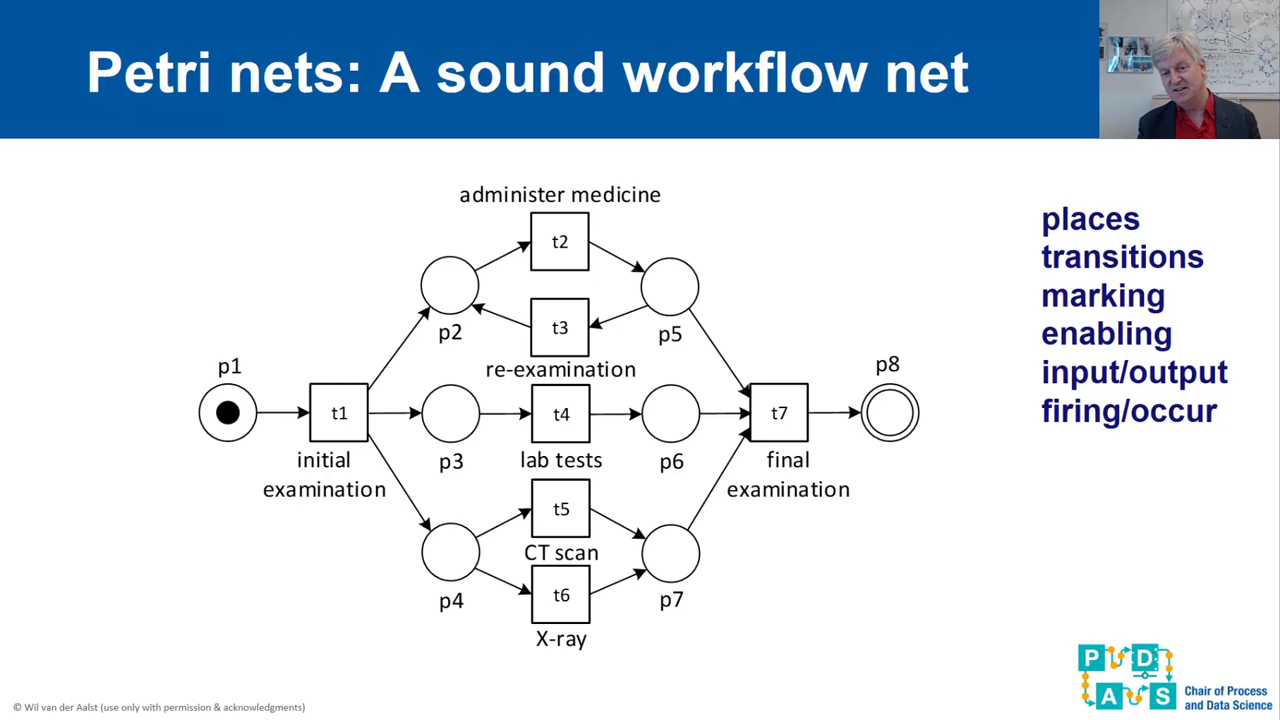 Petri nets: A sound workflow net
administer medicine
t2
p2
t3
p5
re-examination
p1
t1
p3
t4
p6
t7
p8
initial
examination
lab tests
final
examination
t5
CT scan
p4
t6
p7
X-ray
places
transitions
marking
enabling
input/output
firing/occur
P D
A S
Chair of Process
and Data Science
© Wil van der Aalst (use only with permission & acknowledgments)